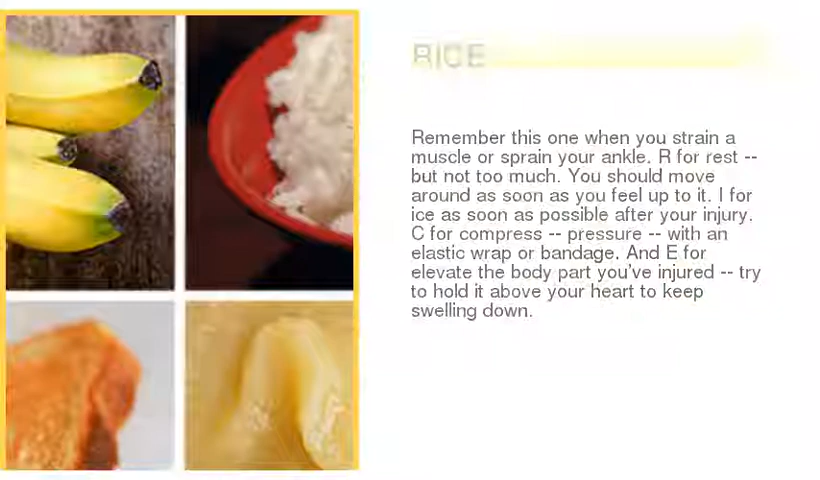 RICE
Remember this one when you strain a
muscle or sprain your ankle. R for rest --
but not too much. You should move
around as soon as you feel up to it. I for
ice as soon as possible after your injury.
C for compress -- pressure -- with an
elastic wrap or bandage. And E for
elevate the body part you've injured -- try
to hold it above your heart to keep
swelling down.